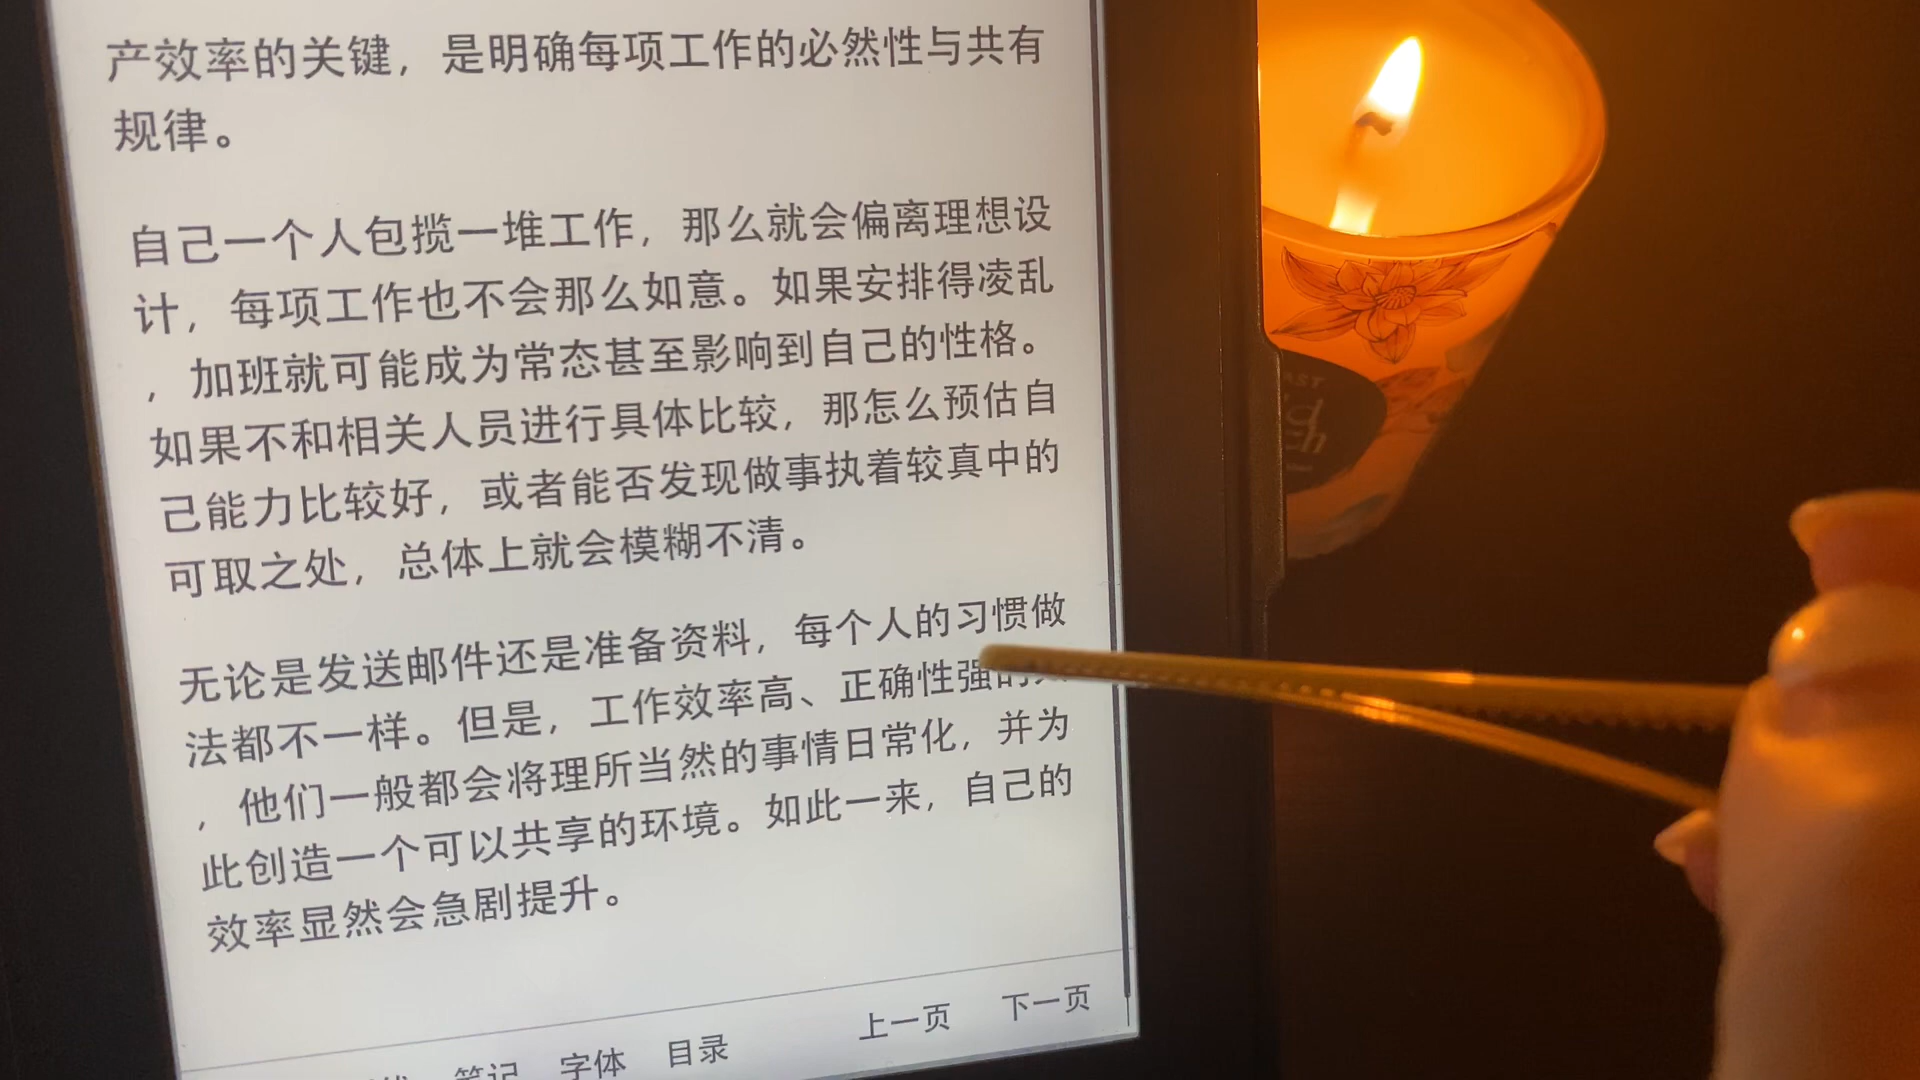 产效率的关键，是明确每项工作的必然性与共有
规律。
自己一个人包揽一堆工作，那么就会偏离理想设
计，每项工作也不会那么如意。如果安排得凌乱
，加班就可能成为常态甚至影响到自己的性格。
如果不和相关人员进行具体比较，那怎么预估自
己能力比较好，或者能否发现做事执着较真中的
可取之处，总体上就会模糊不清。
无论是发送邮件还是准备资料，每个人的习惯做
法都不一样。但是，工作效率高、正确性强的
，他们一般都会将理所当然的事情日常化，并为
此创造一个可以共享的环境。如此一来，自己的
效率显然会急剧提升。
笔记 字体 目录 上一页 下一页